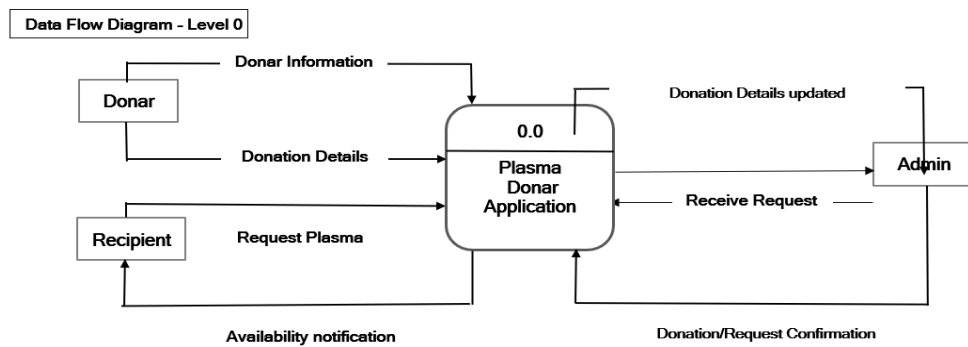 Data Flow Diagram - Level 0
Donar Information
Donar
Donation Details updated
0.0
Donation Details
Plasma
Donar
Application
Admin
Receive Request
Recipient
Request Plasma
Availability notification
Donation/Request Confirmation